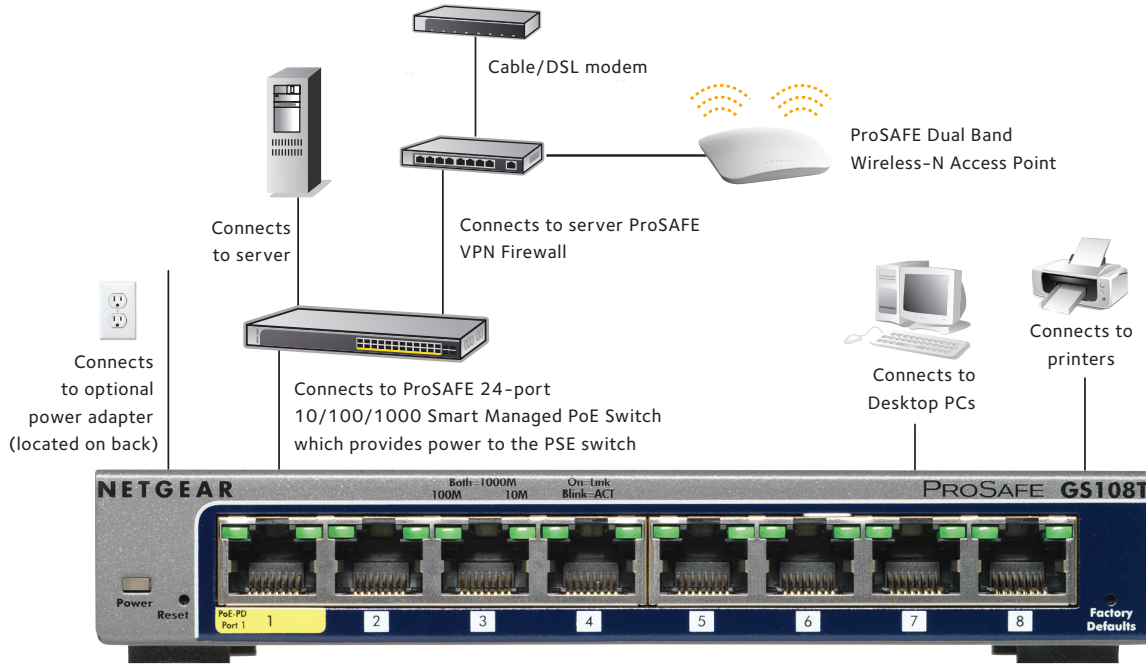 Cable/DSL modem
ProSAFE Dual Band
Wireless-N Access Point
Connects
to server
Connects to server ProSAFE
VPN Firewall
Connects
to optional
power adapter
(located on back)
Connects to ProSAFE 24-port
10/100/1000 Smart Managed PoE Switch
which provides power to the PSE switch
Connects to
Desktop PCs
Connects to
printers
NETGEAR
Both=1000M
100M 10M
On=Link
Blink=ACT
PROSAFE GS108T
Power
Reset
PoE-PD
Port 1
1
2
3
4
5
6
7
8
Factory
Defaults